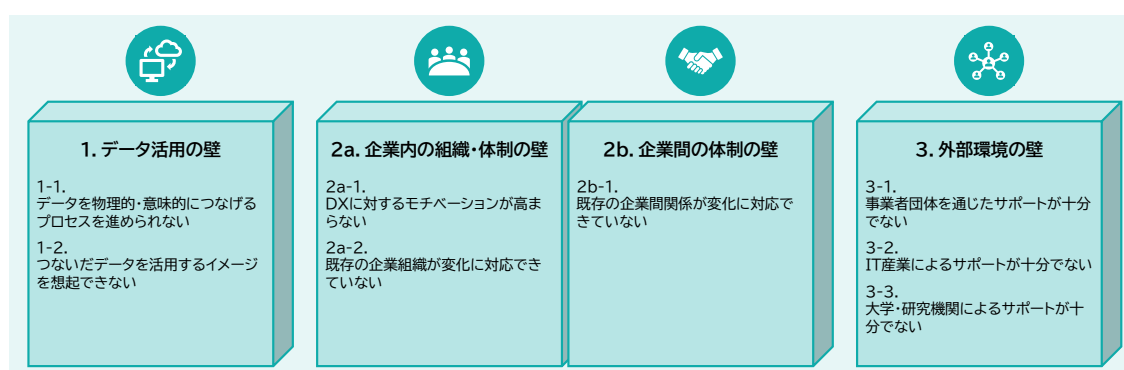 1. データ活用の壁
1-1.
データを物理的・意味的につなげる
プロセスを進められない
1-2.
つないだデータを活用するイメージ
を想起できない
2a. 企業内の組織・体制の壁
2a-1.
DXに対するモチベーションが高ま
らない
2a-2.
既存の企業組織が変化に対応でき
ていない
2b. 企業間の体制の壁
2b-1.
既存の企業間関係が変化に対応で
きていない
3. 外部環境の壁
3-1.
事業者団体を通じたサポートが十分
でない
3-2.
IT産業によるサポートが十分でない
3-3.
大学・研究機関によるサポートが十
分でない